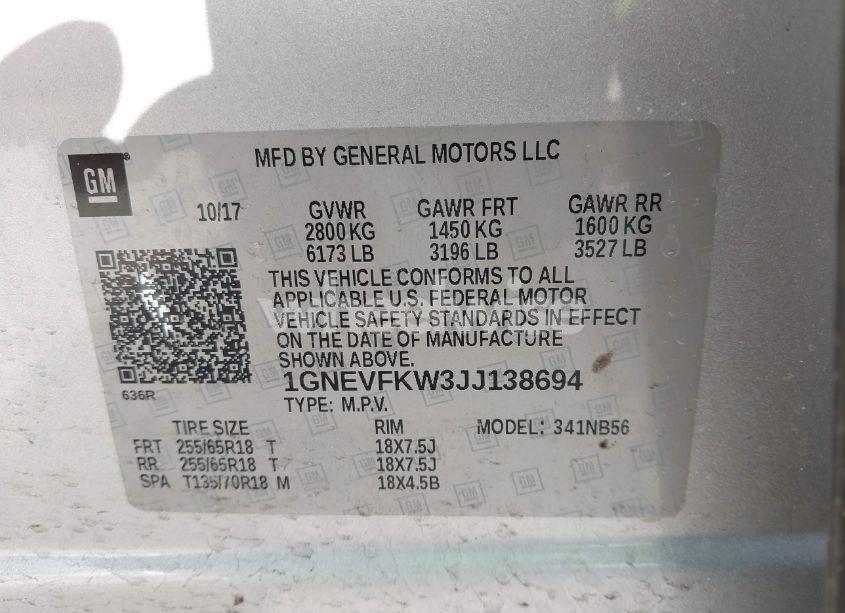 GM
MFD BY GENERAL MOTORS LLC
10/17 GVWR GAWR FRT GAWR RR
2800 KG 1450 KG 1600 KG
6173 LB 3196 LB 3527 LB
THIS VEHICLE CONFORMS TO ALL
APPLICABLE U.S. FEDERAL MOTOR
VEHICLE SAFETY STANDARDS IN EFFECT
ON THE DATE OF MANUFACTURE
SHOWN ABOVE.
1GNEVFKW3JJ138694
636R
TYPE: M.P.V.
TIRE SIZE RIM MODEL: 341NB56
FRT 255/65R18 T 18X7.5J
RR 255/65R18 T 18X7.5J
SPA T135/70R18 M 18X4.5B